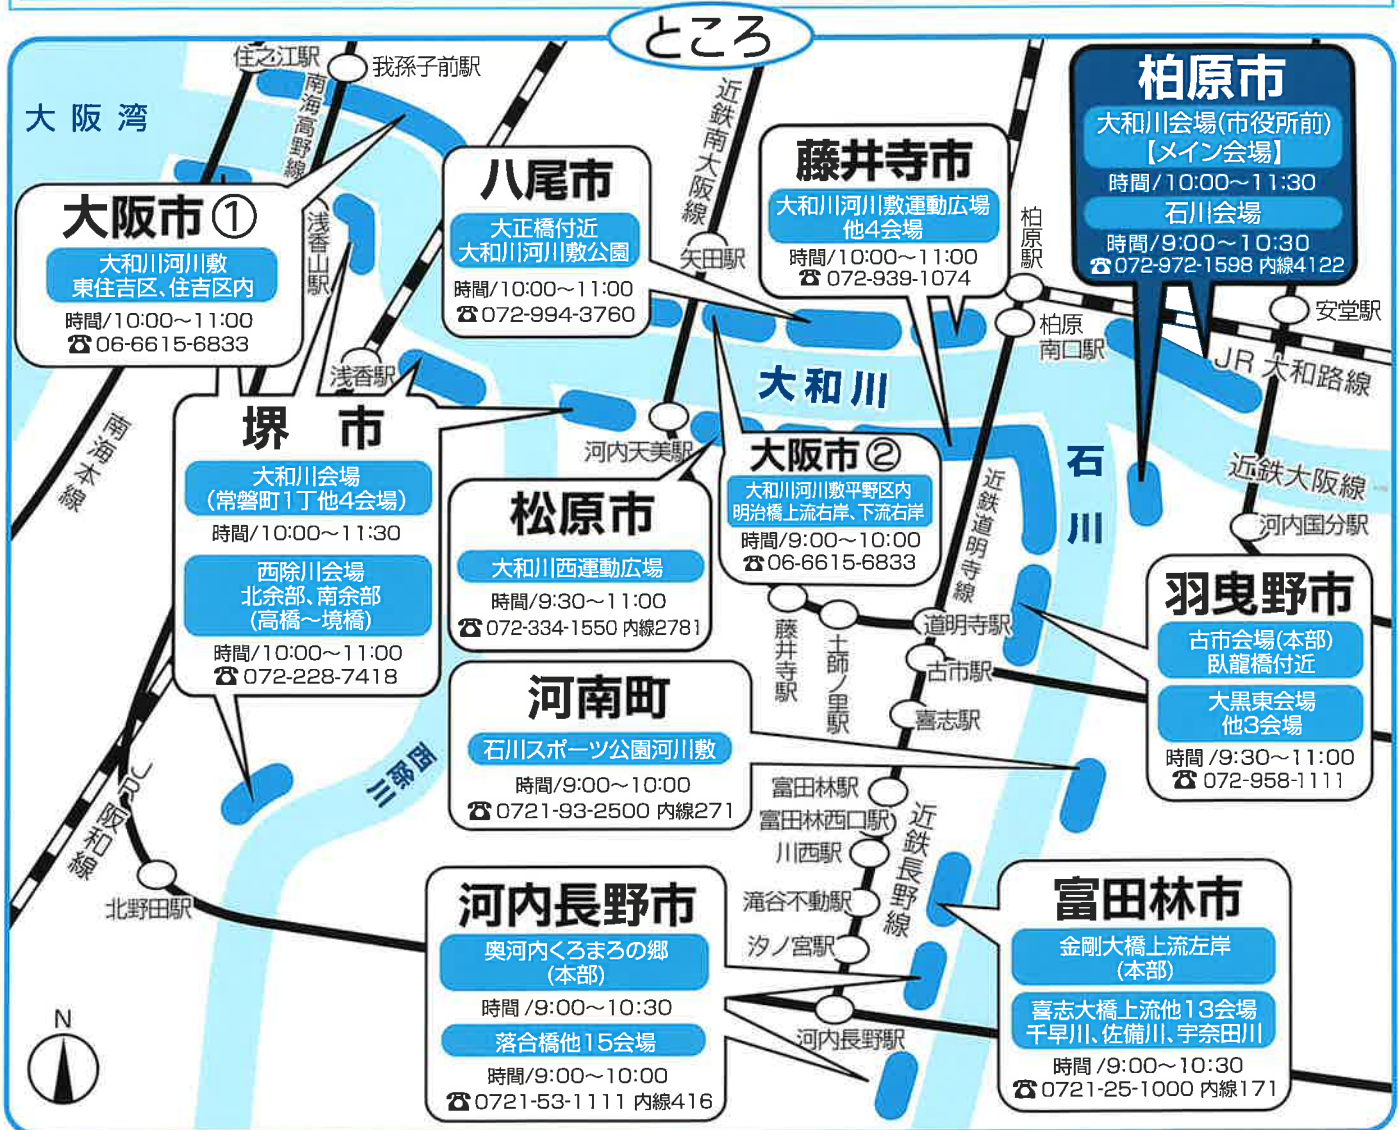 ところ
住之江駅
我孫子前駅
南海高野線
大阪湾
近鉄南大阪線
柏原市
大和川会場(市役所前)
【メイン会場】
時間/10:00～11:30
石川会場
時間/9:00～10:30
☎072-972-1598 内線4122
八尾市
大正橋付近
大和川河川敷公園
時間/10:00～11:00
☎072-994-3760
藤井寺市
大和川河川敷運動広場
他4会場
時間/10:00～11:00
☎072-939-1074
大阪市①
大和川河川敷
東住吉区、住吉区内
時間/10:00～11:00
☎06-6615-6833
浅香山駅
矢田駅
柏原駅
柏原
南口駅
安堂駅
JR大和路線
浅香駅
大和川
南海本線
河内天美駅
堺 市
大和川会場
(常磐町1丁他4会場)
時間/10:00～11:30
西除川会場
北余部、南余部
(高橋～境橋)
時間/10:00～11:00
☎072-228-7418
松原市
大和川西運動広場
時間/9:30～11:00
☎072-334-1550 内線2781
大阪市②
大和川河川敷平野区内
明治橋上流右岸、下流右岸
時間/9:00～10:00
☎06-6615-6833
石川
近鉄大阪線
近鉄道明寺線
河内国分駅
羽曳野市
古市会場(本部)
臥龍橋付近
大黒東会場
他3会場
時間/9:30～11:00
☎072-958-1111
藤井寺駅
土師ノ里駅
道明寺駅
古市駅
喜志駅
河南町
石川スポーツ公園河川敷
時間/9:00～10:00
☎0721-93-2500 内線271
西除川
JR阪和線
富田林駅
富田林西口駅
川西駅
近鉄長野線
滝谷不動駅
汐ノ宮駅
北野田駅
河内長野市
奥河内くろまろの郷
(本部)
時間/9:00～10:30
落合橋他15会場
時間/9:00～10:00
☎0721-53-1111 内線416
河内長野駅
富田林市
金剛大橋上流左岸
(本部)
喜志大橋上流他13会場
千早川、佐備川、宇奈田川
時間/9:00～10:30
☎0721-25-1000 内線171
N